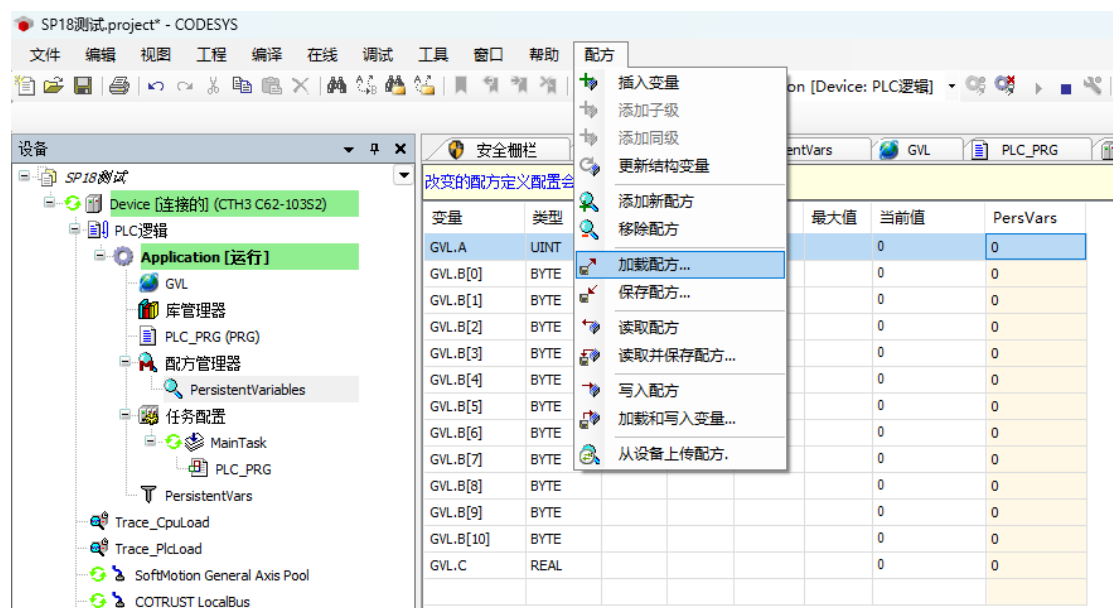 SP18测试.project* - CODESYS
文件 编辑 视图 工程 编译 在线 调试 工具 窗口 帮助 配方
on [Device: PLC逻辑]
插入变量
添加子级
添加同级
更新结构变量
添加新配方
移除配方
加载配方...
保存配方...
读取配方
读取并保存配方...
写入配方
加载和写入变量...
从设备上传配方.
设备
SP18测试
Device [连接的] (CTH3 C62-103S2)
PLC逻辑
Application [运行]
GVL
库管理器
PLC_PRG (PRG)
配方管理器
PersistentVariables
任务配置
MainTask
PLC_PRG
PersistentVars
Trace_CpuLoad
Trace_PlcLoad
SoftMotion General Axis Pool
COTRUST LocalBus
安全栅栏 entVars GVL PLC_PRG
改变的配方定义配置会
变量 类型 最大值 当前值 PersVars
GVL.A UINT 0 0
GVL.B[0] BYTE 0 0
GVL.B[1] BYTE 0 0
GVL.B[2] BYTE 0 0
GVL.B[3] BYTE 0 0
GVL.B[4] BYTE 0 0
GVL.B[5] BYTE 0 0
GVL.B[6] BYTE 0 0
GVL.B[7] BYTE 0 0
GVL.B[8] BYTE 0 0
GVL.B[9] BYTE 0 0
GVL.B[10] BYTE 0 0
GVL.C REAL 0 0